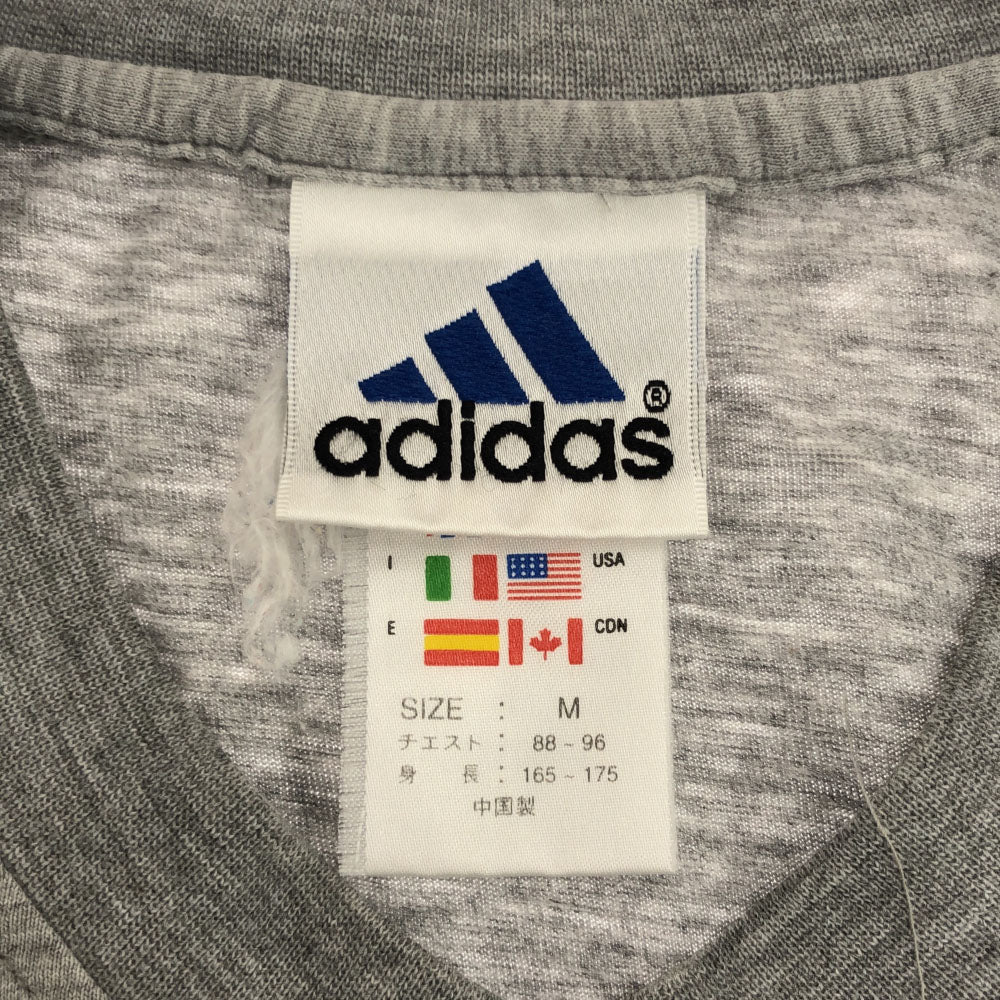 adidas®
I USA
E CDN
SIZE : M
チエスト : 88 ~ 96
身 長 : 165 ~ 175
中国製